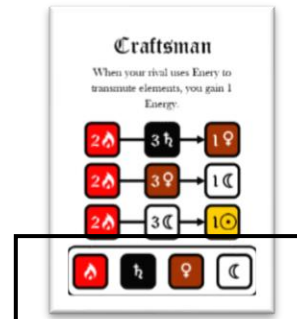 Craftsman
When your rival uses Enery to
transmute elements, you gain 1
Energy.
2 3♄ 1♀
2 3♀ 1☾
2 3☾ 1☉
♄ ♀ ☾